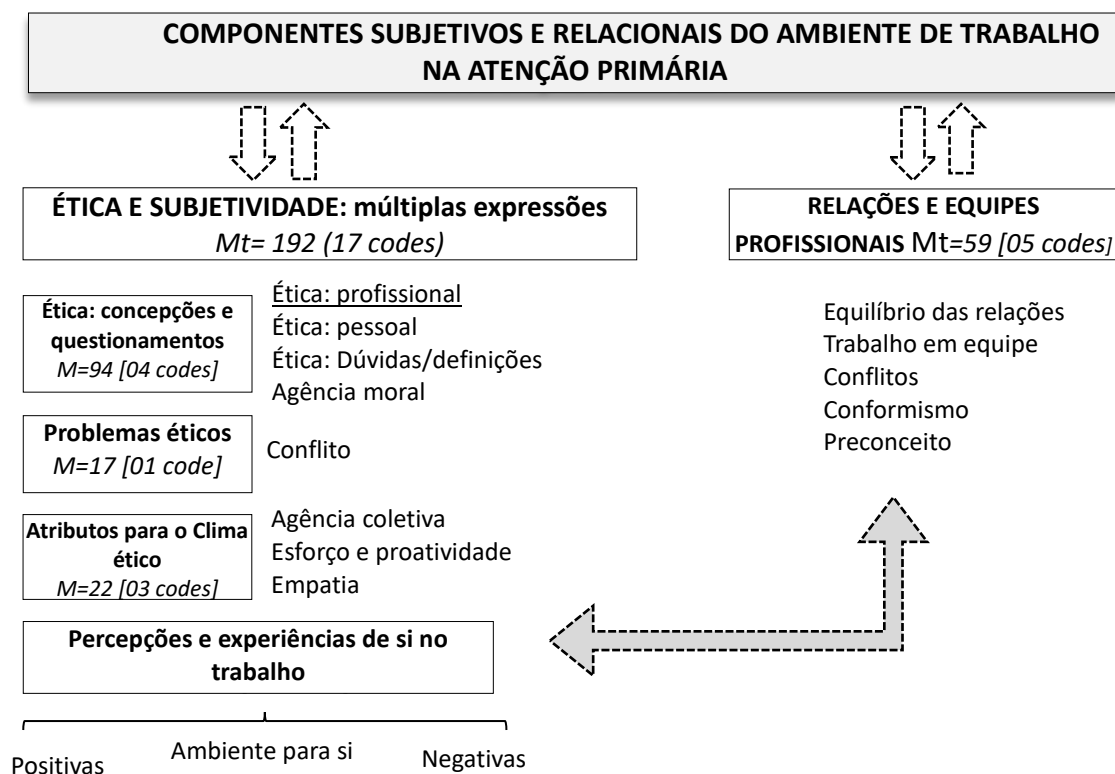 COMPONENTES SUBJETIVOS E RELACIONAIS DO AMBIENTE DE TRABALHO
NA ATENÇÃO PRIMÁRIA
ÉTICA E SUBJETIVIDADE: múltiplas expressões
Mt= 192 (17 codes)
RELAÇÕES E EQUIPES
PROFISSIONAIS Mt=59 [05 codes]
Ética: concepções e
questionamentos
M=94 [04 codes]
Ética: profissional
Ética: pessoal
Ética: Dúvidas/definições
Agência moral
Problemas éticos
M=17 [01 code]
Conflito
Atributos para o Clima
ético
M=22 [03 codes]
Agência coletiva
Esforço e proatividade
Empatia
Equilíbrio das relações
Trabalho em equipe
Conflitos
Conformismo
Preconceito
Percepções e experiências de si no
trabalho
Positivas
Ambiente para si
Negativas